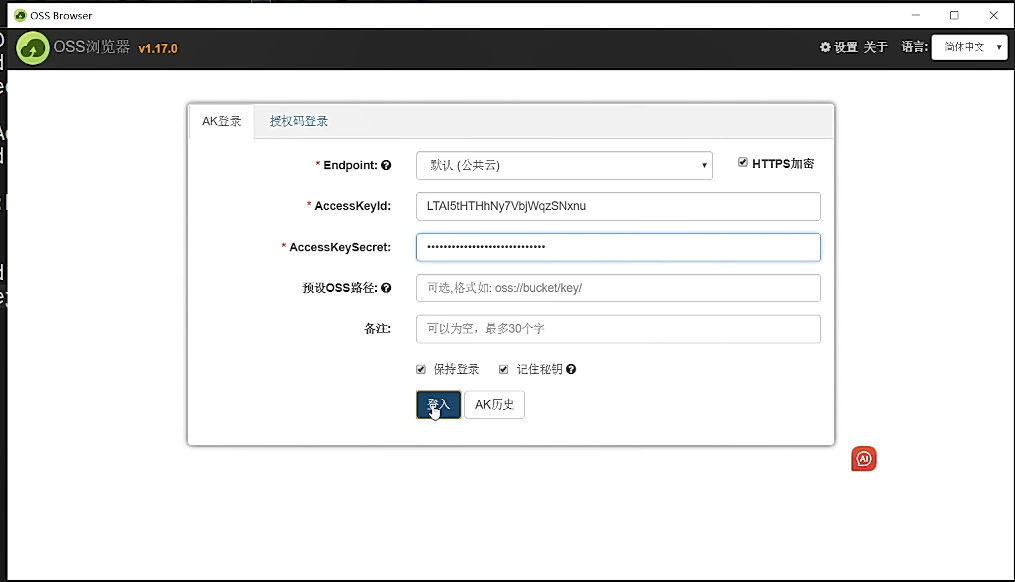 OSS Browser
OSS浏览器 v1.17.0 设置 关于 语言: 简体中文
AK登录 授权码登录
* Endpoint: 默认 (公共云) HTTPS加密
* AccessKeyId: LTAI5tHTHhNy7VbjWqzSNxnu
* AccessKeySecret: ••••••••••••••••••••••••••••••
预设OSS路径: 可选,格式如: oss://bucket/key/
备注: 可以为空，最多30个字
保持登录 记住秘钥
登入 AK历史
AI